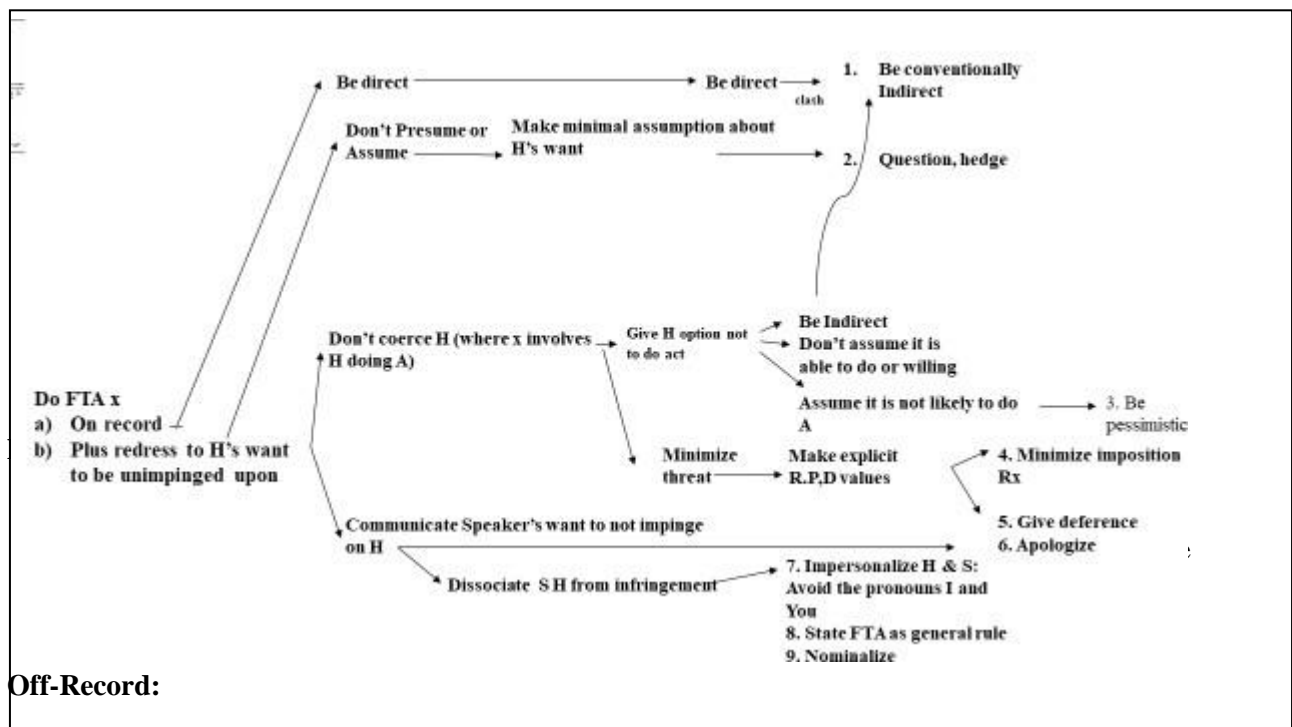 Be direct
Be direct
clash
1. Be conventionally
Indirect
Don't Presume or
Assume
Make minimal assumption about
H's want
2. Question, hedge
Don't coerce H (where x involves
H doing A)
Give H option not
to do act
Be Indirect
Don't assume it is
able to do or willing
Assume it is not likely to do
A
3. Be
pessimistic
Do FTA x
a) On record
b) Plus redress to H's want
to be unimpinged upon
Minimize
threat
Make explicit
R.P,D values
4. Minimize imposition
Rx
5. Give deference
6. Apologize
Communicate Speaker's want to not impinge
on H
Dissociate S H from infringement
7. Impersonalize H & S:
Avoid the pronouns I and
You
8. State FTA as general rule
9. Nominalize
Off-Record: